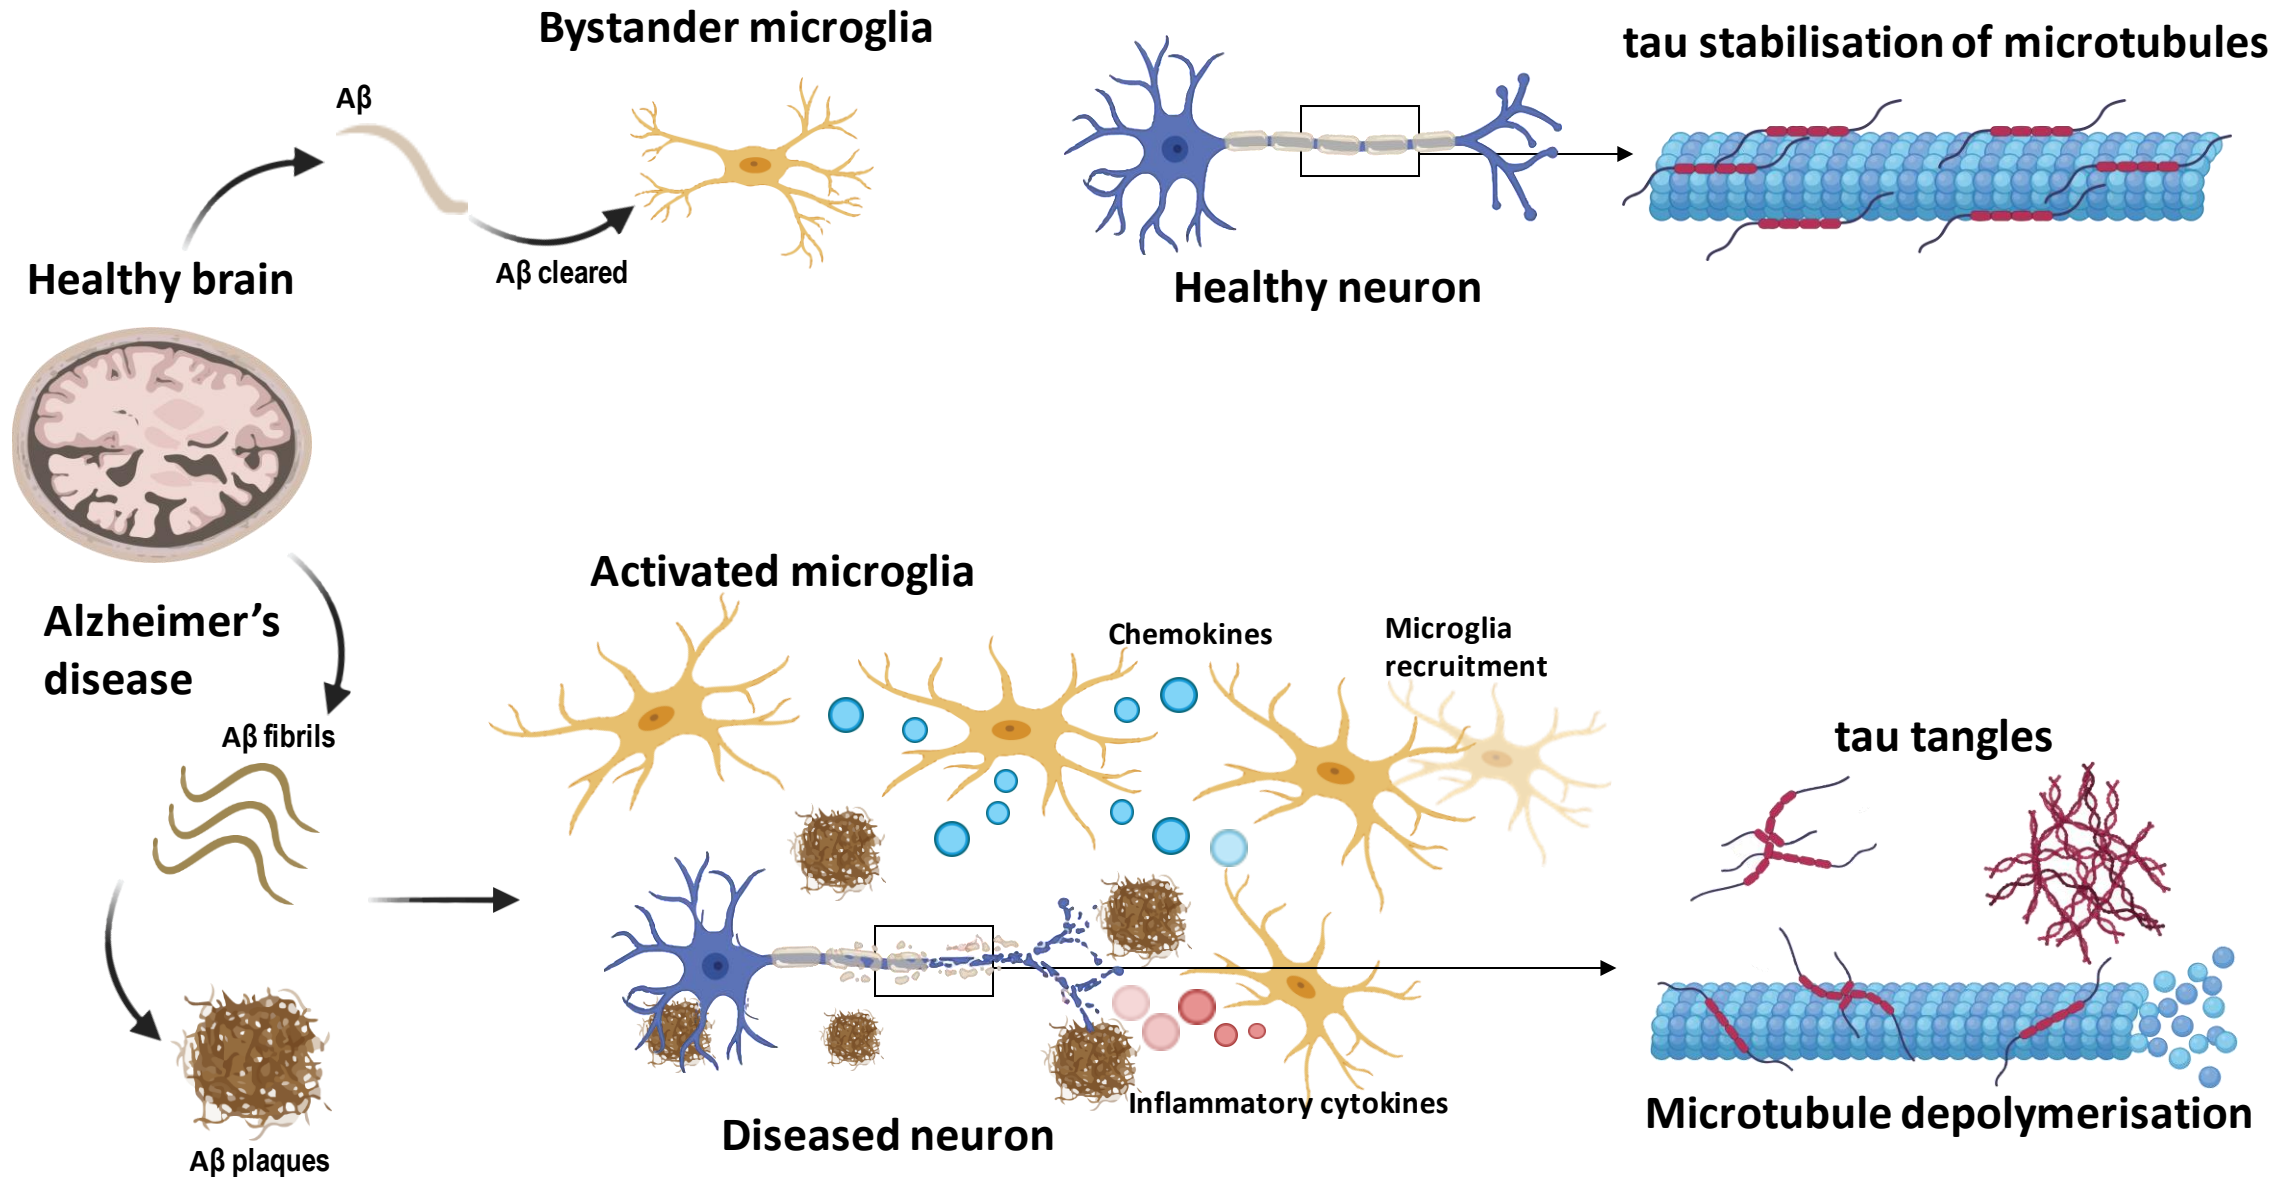 Bystander microglia
tau stabilisation of microtubules
Aβ
Aβ cleared
Healthy brain
Healthy neuron
Activated microglia
Alzheimer’s
disease
Chemokines
Microglia
recruitment
Aβ fibrils
tau tangles
Inflammatory cytokines
Microtubule depolymerisation
Diseased neuron
Aβ plaques